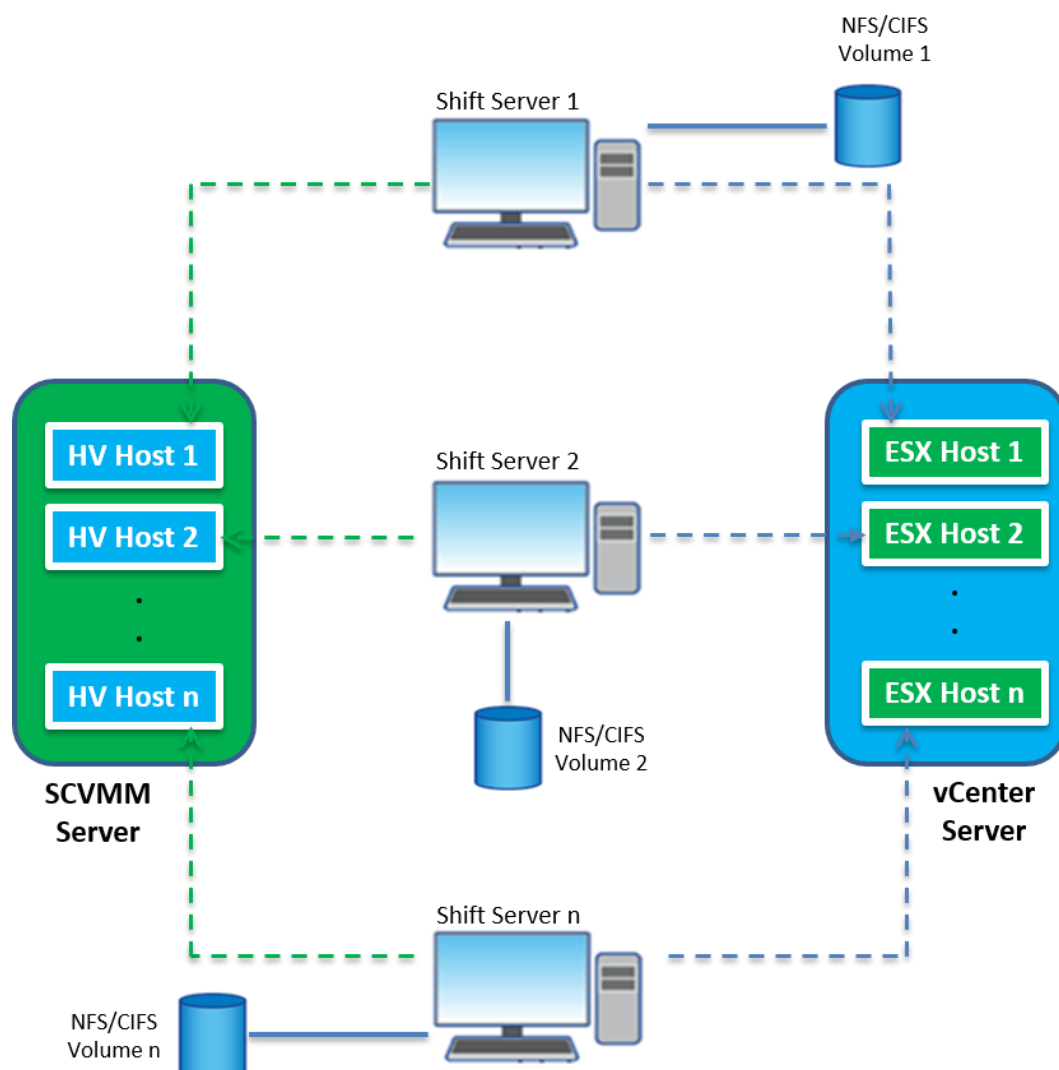 NFS/CIFS
Volume 1
Shift Server 1
HV Host 1
HV Host 2
.
.
HV Host n
SCVMM
Server
Shift Server 2
NFS/CIFS
Volume 2
ESX Host 1
ESX Host 2
.
.
ESX Host n
vCenter
Server
Shift Server n
NFS/CIFS
Volume n